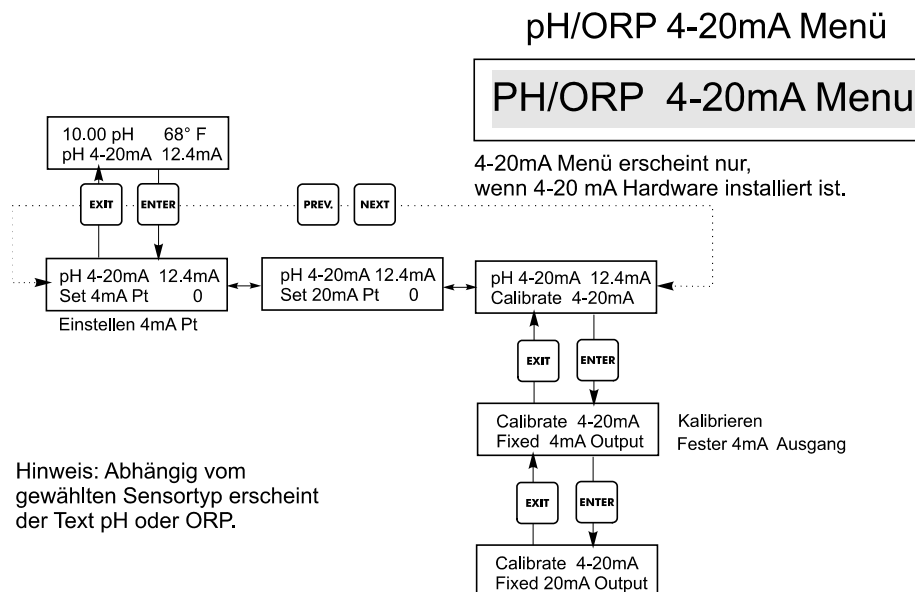 pH/ORP 4-20mA Menü
PH/ORP 4-20mA Menu
4-20mA Menü erscheint nur,
wenn 4-20 mA Hardware installiert ist.
10.00 pH 68° F
pH 4-20mA 12.4mA
EXIT ENTER PREV. NEXT
pH 4-20mA 12.4mA
Set 4mA Pt 0
Einstellen 4mA Pt
pH 4-20mA 12.4mA
Set 20mA Pt 0
pH 4-20mA 12.4mA
Calibrate 4-20mA
EXIT ENTER
Calibrate 4-20mA
Fixed 4mA Output
Kalibrieren
Fester 4mA Ausgang
Hinweis: Abhängig vom
gewählten Sensortyp erscheint
der Text pH oder ORP.
EXIT ENTER
Calibrate 4-20mA
Fixed 20mA Output